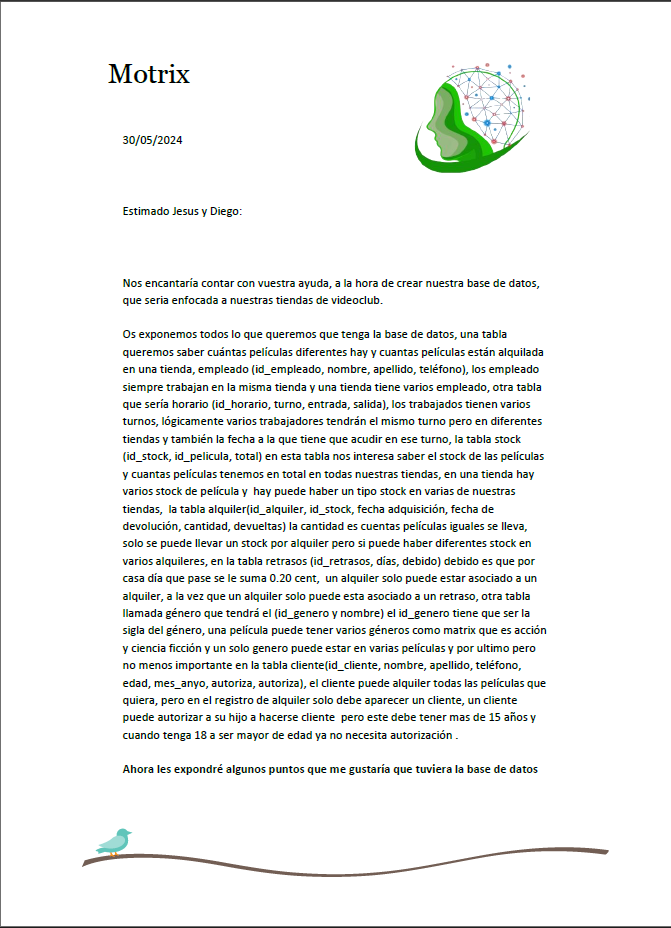 Motrix
30/05/2024
Estimado Jesus y Diego:
Nos encantaría contar con vuestra ayuda, a la hora de crear nuestra base de datos,
que seria enfocada a nuestras tiendas de videoclub.
Os exponemos todos lo que queremos que tenga la base de datos, una tabla
queremos saber cuántas películas diferentes hay y cuantas películas están alquilada
en una tienda, empleado (id_empleado, nombre, apellido, teléfono), los empleado
siempre trabajan en la misma tienda y una tienda tiene varios empleado, otra tabla
que sería horario (id_horario, turno, entrada, salida), los trabajados tienen varios
turnos, lógicamente varios trabajadores tendrán el mismo turno pero en diferentes
tiendas y también la fecha a la que tiene que acudir en ese turno, la tabla stock
(id_stock, id_pelicula, total) en esta tabla nos interesa saber el stock de las películas
y cuantas películas tenemos en total en todas nuestras tiendas, en una tienda hay
varios stock de película y hay puede haber un tipo stock en varias de nuestras
tiendas, la tabla alquiler(id_alquiler, id_stock, fecha adquisición, fecha de
devolución, cantidad, devueltas) la cantidad es cuentas películas iguales se lleva,
solo se puede llevar un stock por alquiler pero si puede haber diferentes stock en
varios alquileres, en la tabla retrasos (id_retrasos, días, debido) debido es que por
casa día que pase se le suma 0.20 cent, un alquiler solo puede estar asociado a un
alquiler, a la vez que un alquiler solo puede esta asociado a un retraso, otra tabla
llamada género que tendrá el (id_genero y nombre) el id_genero tiene que ser la
sigla del género, una película puede tener varios géneros como matrix que es acción
y ciencia ficción y un solo genero puede estar en varias películas y por ultimo pero
no menos importante en la tabla cliente(id_cliente, nombre, apellido, teléfono,
edad, mes_anyo, autoriza, autoriza), el cliente puede alquilar todas las películas que
quiera, pero en el registro de alquiler solo debe aparecer un cliente, un cliente
puede autorizar a su hijo a hacerse cliente pero este debe tener mas de 15 años y
cuando tenga 18 a ser mayor de edad ya no necesita autorización .
Ahora les expondré algunos puntos que me gustaría que tuviera la base de datos